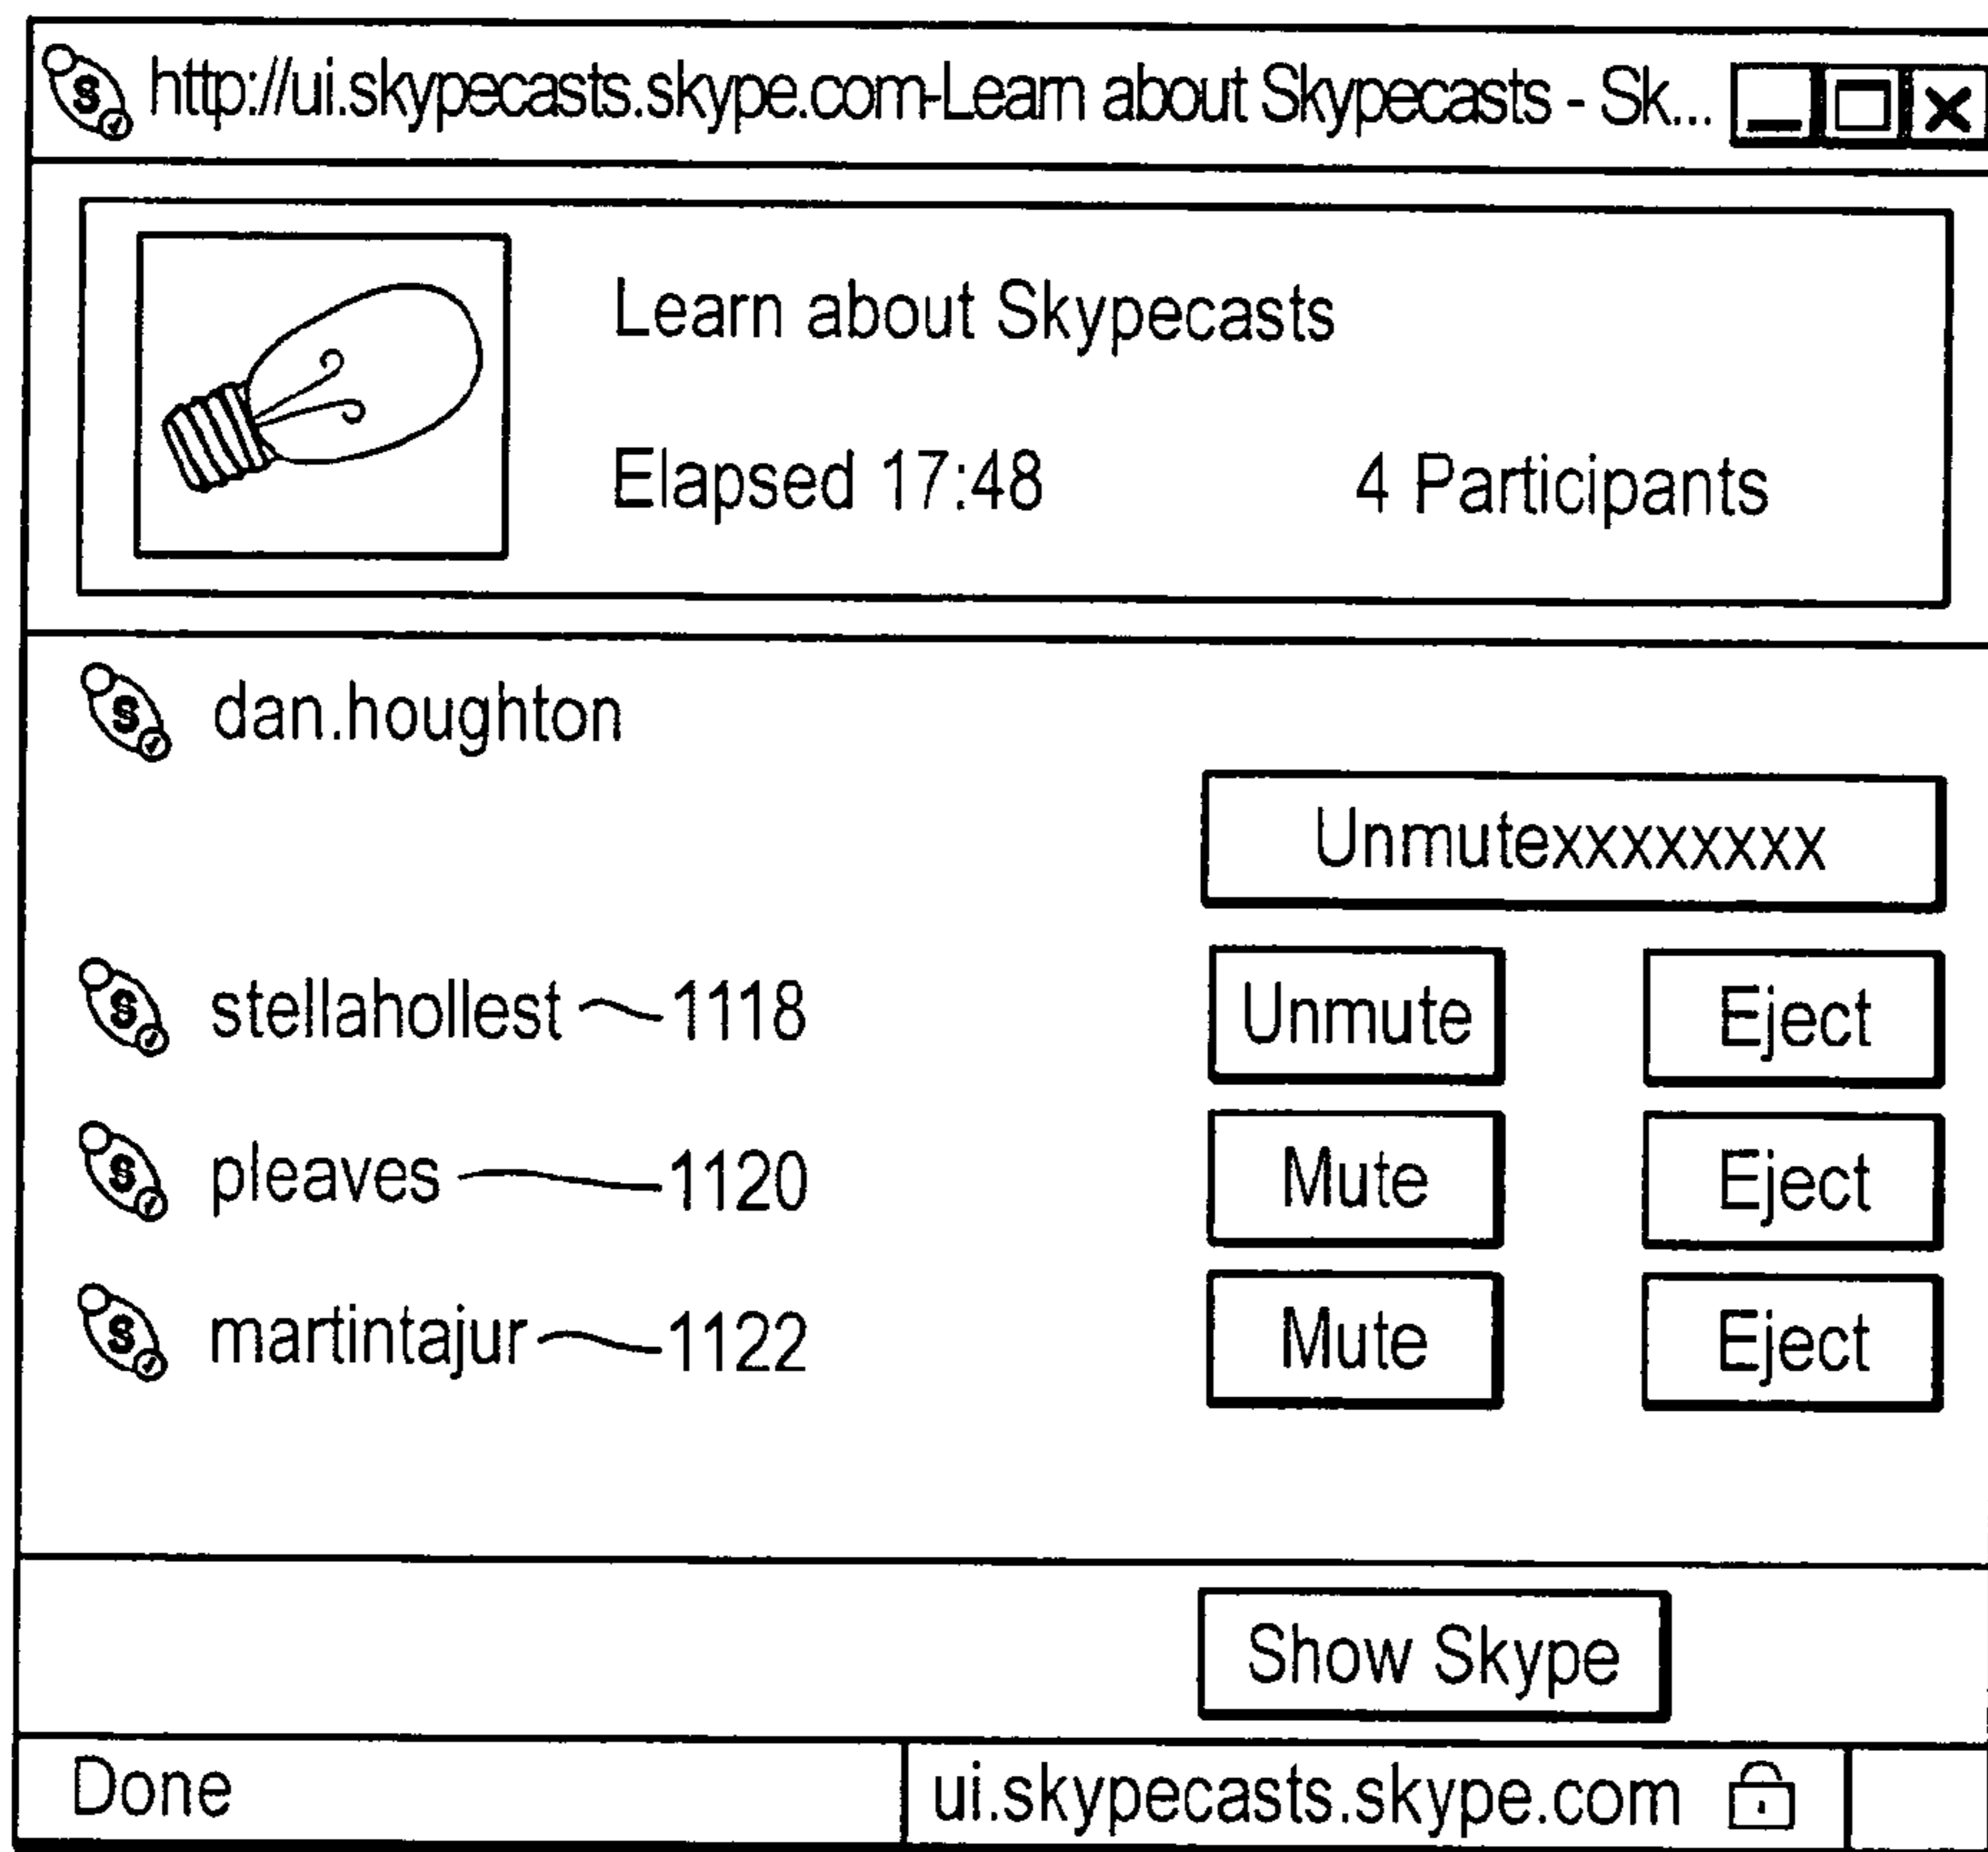 http://ui.skypecasts.skype.com-Learn about Skypecasts - Sk...
Learn about Skypecasts
Elapsed 17:48 4 Participants
dan.houghton
Unmutexxxxxxxx
stellahollest 1118 Unmute Eject
pleaves 1120 Mute Eject
martintajur 1122 Mute Eject
Show Skype
Done ui.skypecasts.skype.com